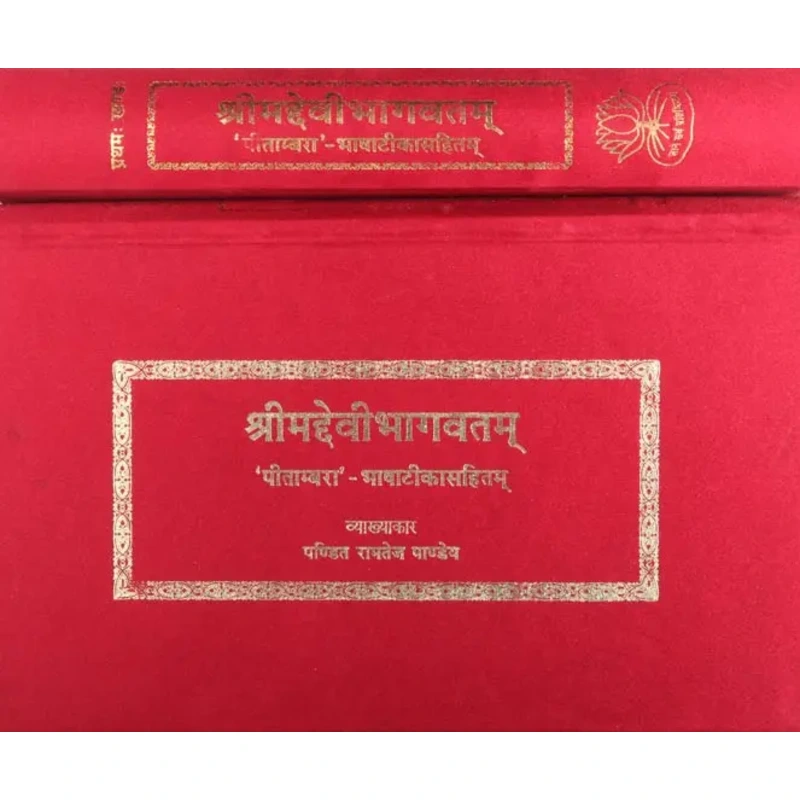 प्रथमः खण्डः
श्रीमद्देवीभागवतम्
‘पीताम्बरा’-भाषाटीकासहितम्
श्रीमद्देवीभागवतम्
‘पीताम्बरा’-भाषाटीकासहितम्
व्याख्याकार
पण्डित रामतेज पाण्डेय